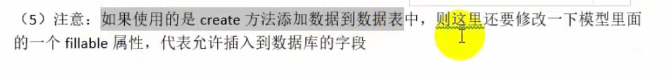 （5）注意：如果使用的是 create 方法添加数据到数据表中，则这里还要修改一下模型里面
的一个 fillable 属性，代表允许插入到数据库的字段